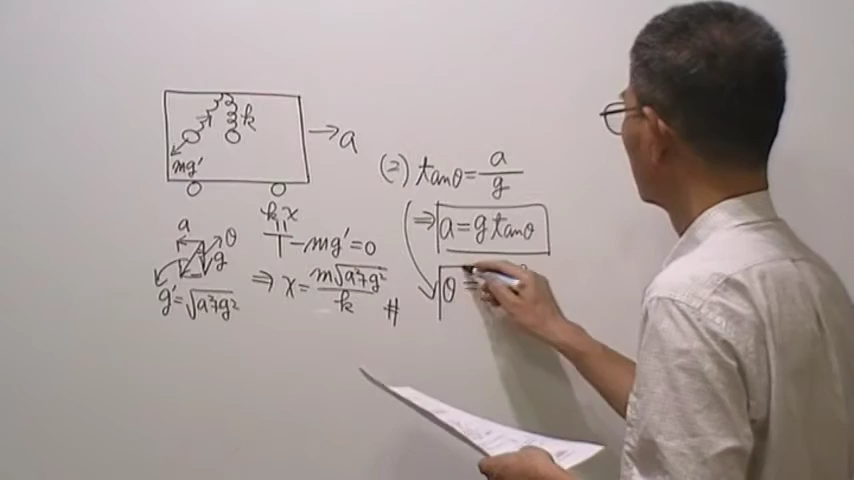 k
→a
mg'
(2) tanθ = a/g
a
θ
g
g' = √(a²+g²)
kx
||
T - mg' = 0
⇒ x = m√(a²+g²)/k #
⇒ a = g tanθ
θ =